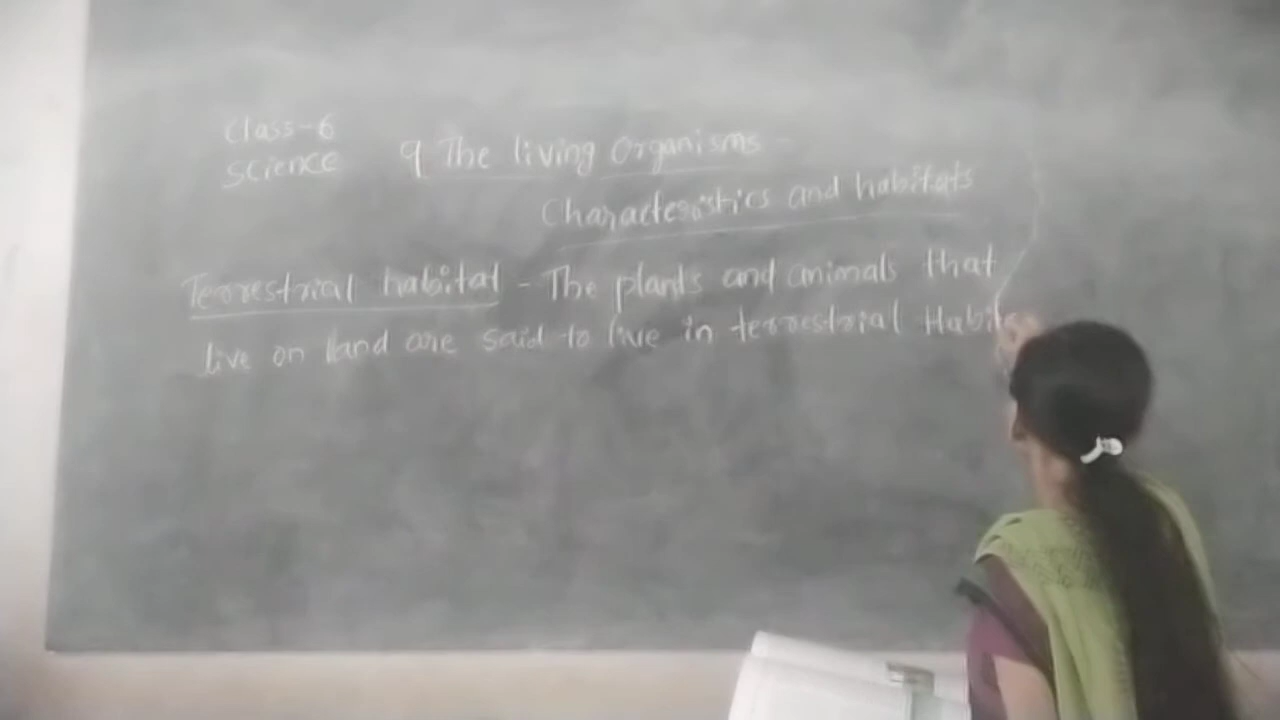 Class-6
Science
9. The living Organisms -
Characteristics and habitats
Terrestrial habitat - The plants and animals that
live on land are said to live in terrestrial Habita